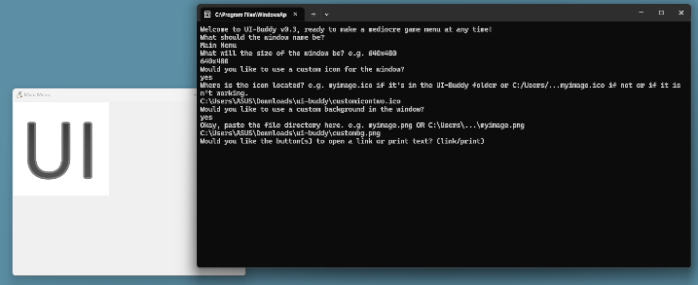 C:\Program Files\WindowsAp
Welcome to UI-Buddy v0.3, ready to make a mediocre game menu at any time!
What should the window name be?
Main Menu
What will the size of the window be? e.g. 640x480
640x480
Would you like to use a custom icon for the window?
yes
Where is the icon located? e.g. myimage.ico if it's in the UI-Buddy folder or C:/Users/...myimage.ico if not or if it is
n't working.
C:\Users\ASUS\Downloads\ui-buddy\customicontwo.ico
Would you like to use a custom background in the window?
yes
Okay, paste the file directory here. e.g. myimage.png OR C:\Users\...\myimage.png
C:\Users\ASUS\Downloads\ui-buddy\custombg.png
Would you like the button[s] to open a link or print text? (link/print)
Main Menu
UI